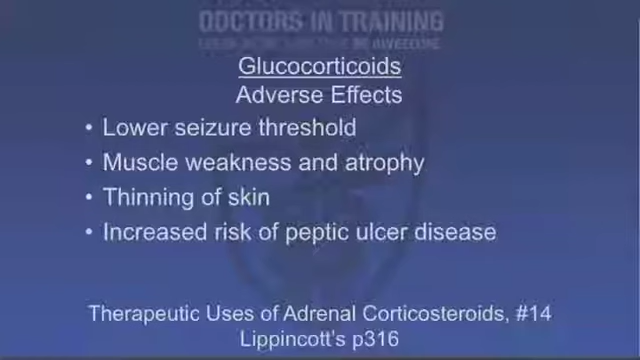 DOCTORS IN TRAINING
Glucocorticoids
Adverse Effects
• Lower seizure threshold
• Muscle weakness and atrophy
• Thinning of skin
• Increased risk of peptic ulcer disease
Therapeutic Uses of Adrenal Corticosteroids, #14
Lippincott's p316